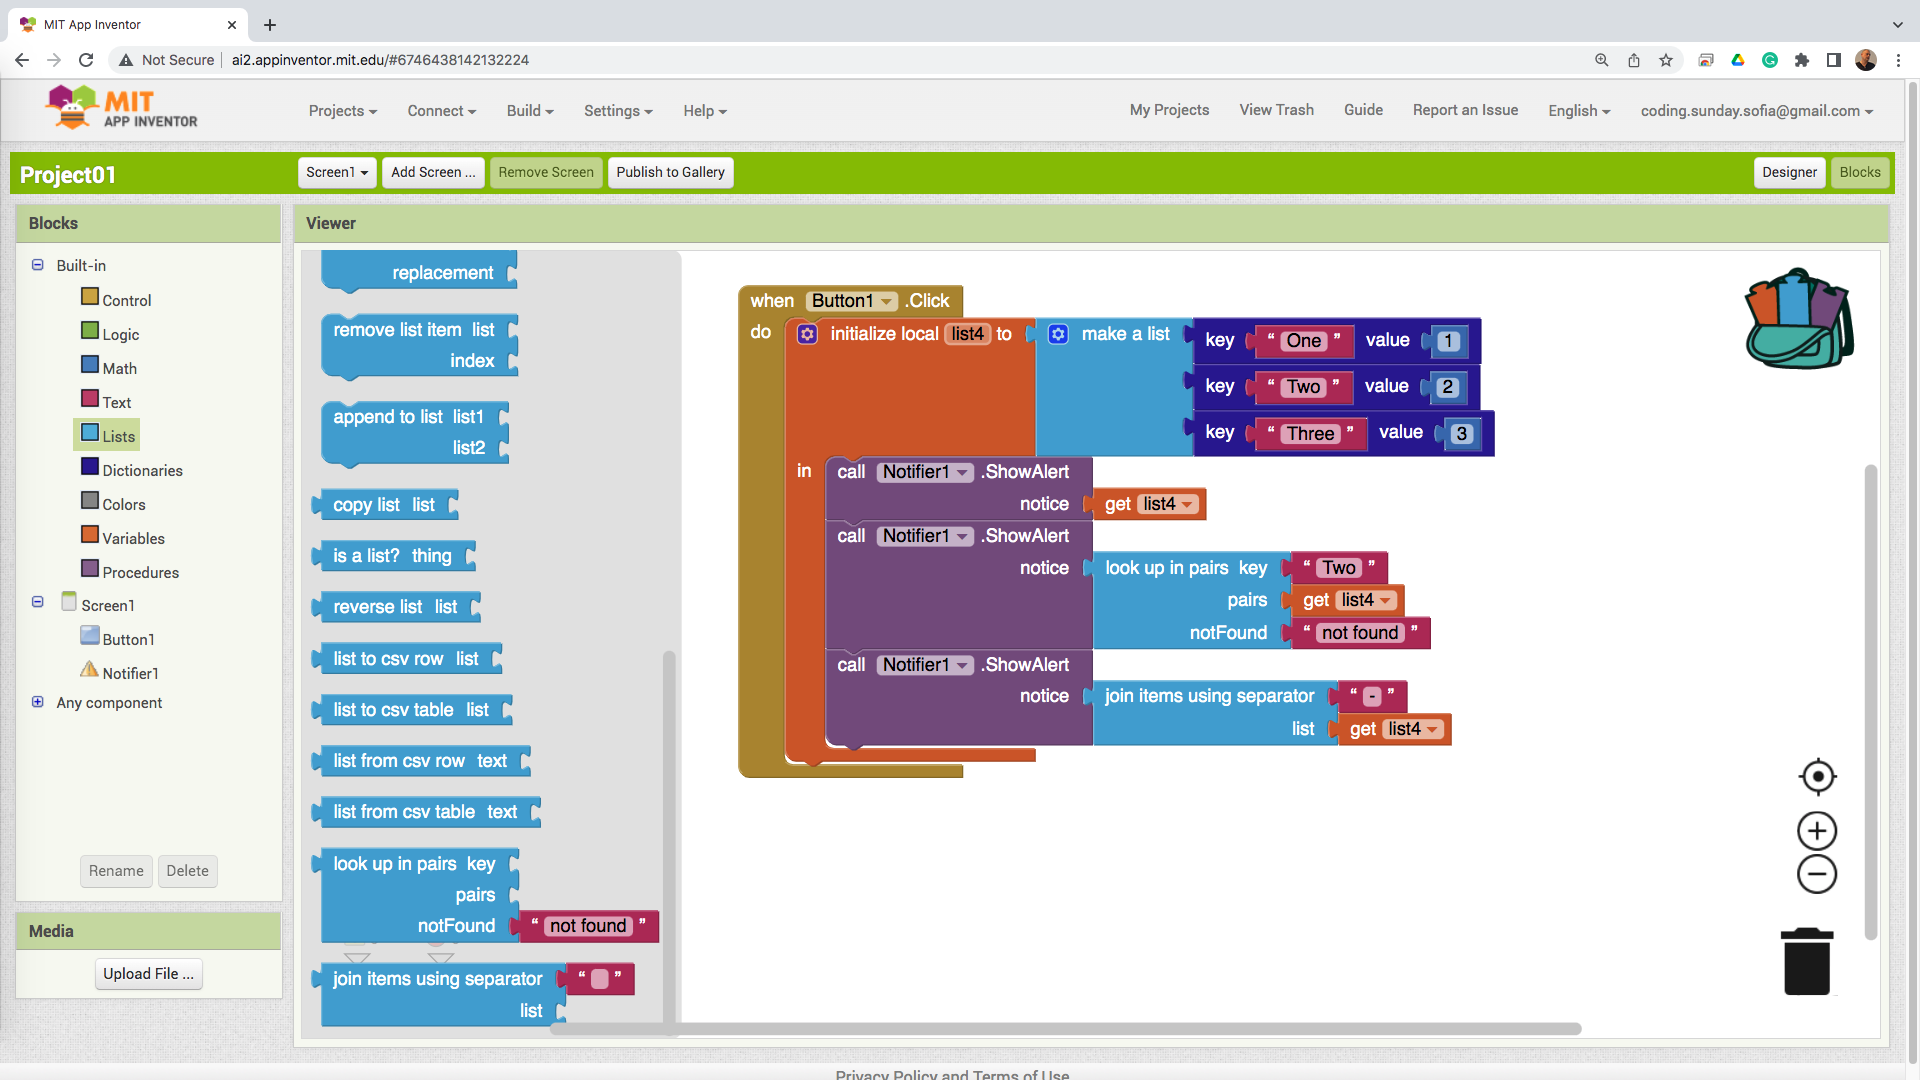 MIT App Inventor
Not Secure
ai2.appinventor.mit.edu/#6746438142132224
MIT
APP INVENTOR
Projects Connect Build Settings Help
My Projects View Trash Guide Report an Issue English coding.sunday.sofia@gmail.com
Project01
Screen1 Add Screen ... Remove Screen Publish to Gallery
Designer Blocks
Blocks
Built-in
Control
Logic
Math
Text
Lists
Dictionaries
Colors
Variables
Procedures
Screen1
Button1
Notifier1
Any component
Rename Delete
Media
Upload File ...
Viewer
replacement
remove list item list
index
append to list list1
list2
copy list list
is a list? thing
reverse list list
list to csv row list
list to csv table list
list from csv row text
list from csv table text
look up in pairs key
pairs
notFound “ not found ”
join items using separator “ ”
list
when Button1 .Click
do initialize local list4 to make a list key “ One ” value 1
key “ Two ” value 2
key “ Three ” value 3
in call Notifier1 .ShowAlert
notice get list4
call Notifier1 .ShowAlert
notice look up in pairs key “ Two ”
pairs get list4
notFound “ not found ”
call Notifier1 .ShowAlert
notice join items using separator “ - ”
list get list4
Privacy Policy and Terms of Use